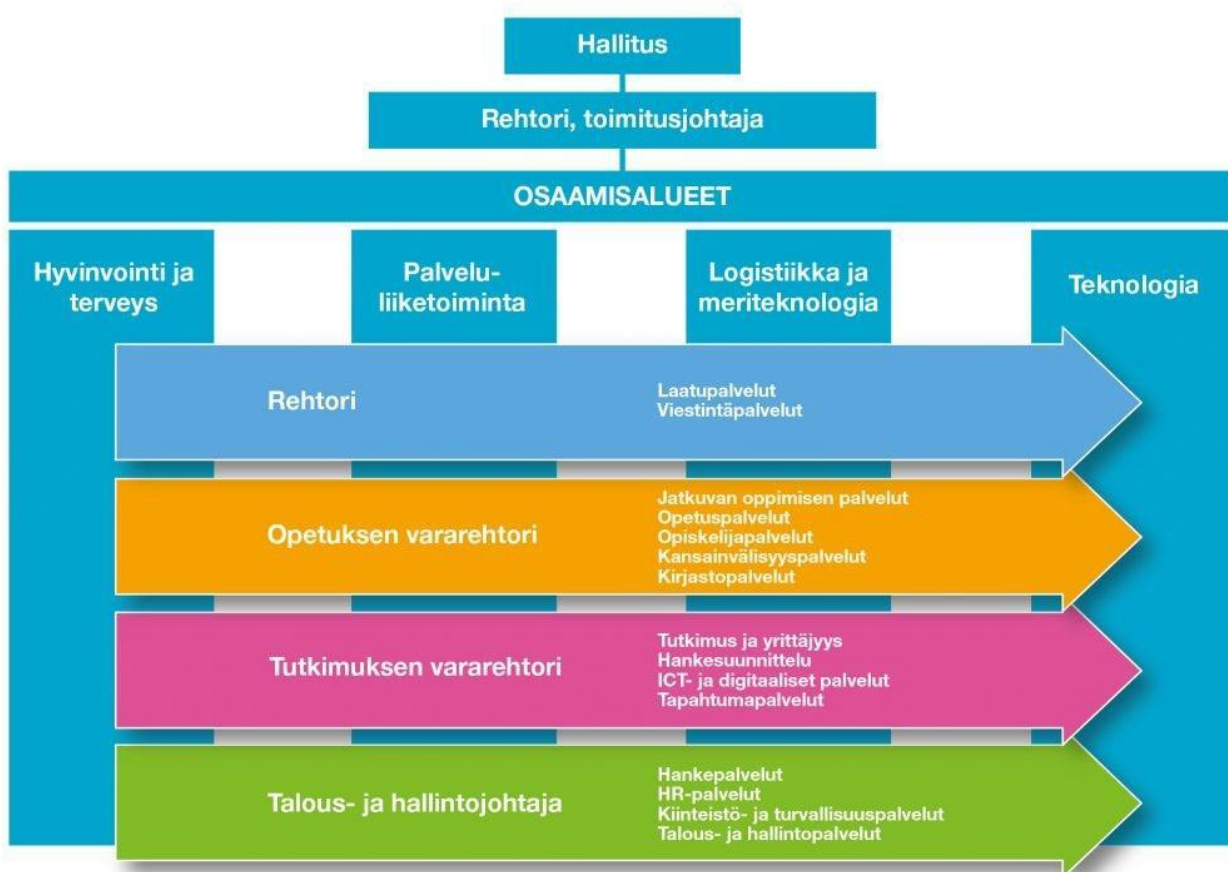 Hallitus
Rehtori, toimitusjohtaja
OSAAMISALUEET
Hyvinvointi ja
terveys
Palvelu-
liiketoiminta
Logistiikka ja
meriteknologia
Teknologia
Rehtori
Laatupalvelut
Viestintäpalvelut
Opetuksen vararehtori
Jatkuvan oppimisen palvelut
Opetuspalvelut
Opiskelijapalvelut
Kansainvälisyyspalvelut
Kirjastopalvelut
Tutkimuksen vararehtori
Tutkimus ja yrittäjyys
Hankesuunnittelu
ICT- ja digitaaliset palvelut
Tapahtumapalvelut
Talous- ja hallintojohtaja
Hankepalvelut
HR-palvelut
Kiinteistö- ja turvallisuuspalvelut
Talous- ja hallintopalvelut